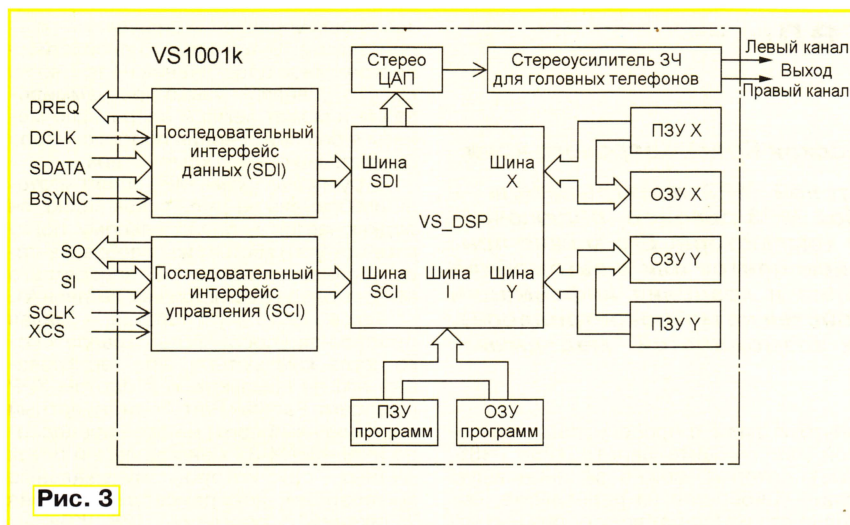 VS1001k
Стерео
ЦАП
Стереоусилитель ЗЧ
для головных телефонов
Левый канал
Выход
Правый канал
DREQ
DCLK
SDATA
BSYNC
Последовательный
интерфейс
данных (SDI)
Шина
SDI
Шина
X
ПЗУ X
ОЗУ X
VS_DSP
SO
SI
SCLK
XCS
Последовательный
интерфейс
управления (SCI)
Шина
SCI
Шина
I
Шина
Y
ОЗУ Y
ПЗУ Y
ПЗУ
программ
ОЗУ
программ
Рис. 3